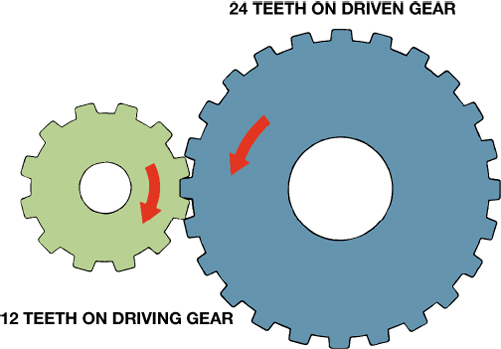 24 TEETH ON DRIVEN GEAR
12 TEETH ON DRIVING GEAR